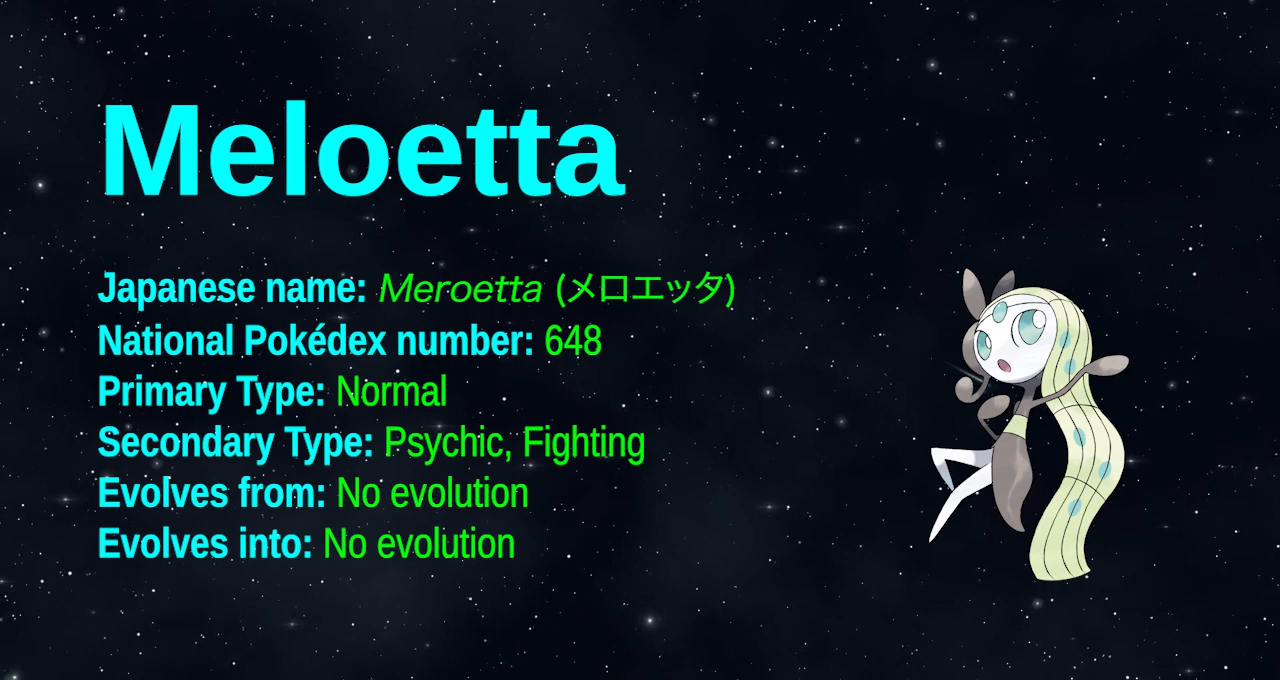 Meloetta
Japanese name: Meroetta (メロエッタ)
National Pokédex number: 648
Primary Type: Normal
Secondary Type: Psychic, Fighting
Evolves from: No evolution
Evolves into: No evolution